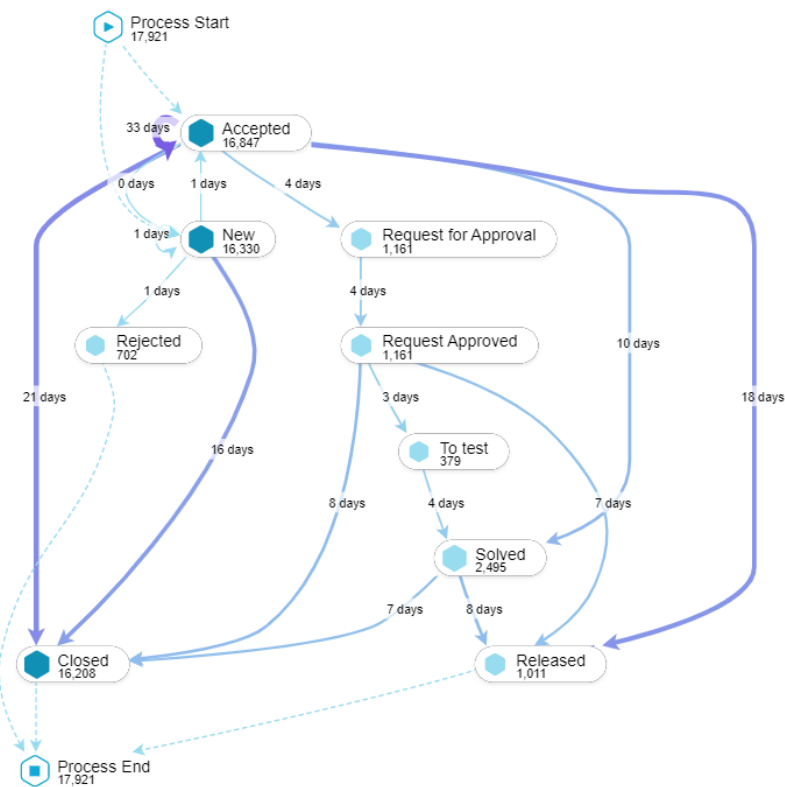 Process Start
17,921
33 days
Accepted
16,847
0 days
1 days
4 days
1 days
New
16,330
Request for Approval
1,161
1 days
4 days
Rejected
702
Request Approved
1,161
10 days
21 days
3 days
18 days
16 days
To test
379
8 days
4 days
7 days
Solved
2,495
7 days
8 days
Closed
16,208
Released
1,011
Process End
17,921